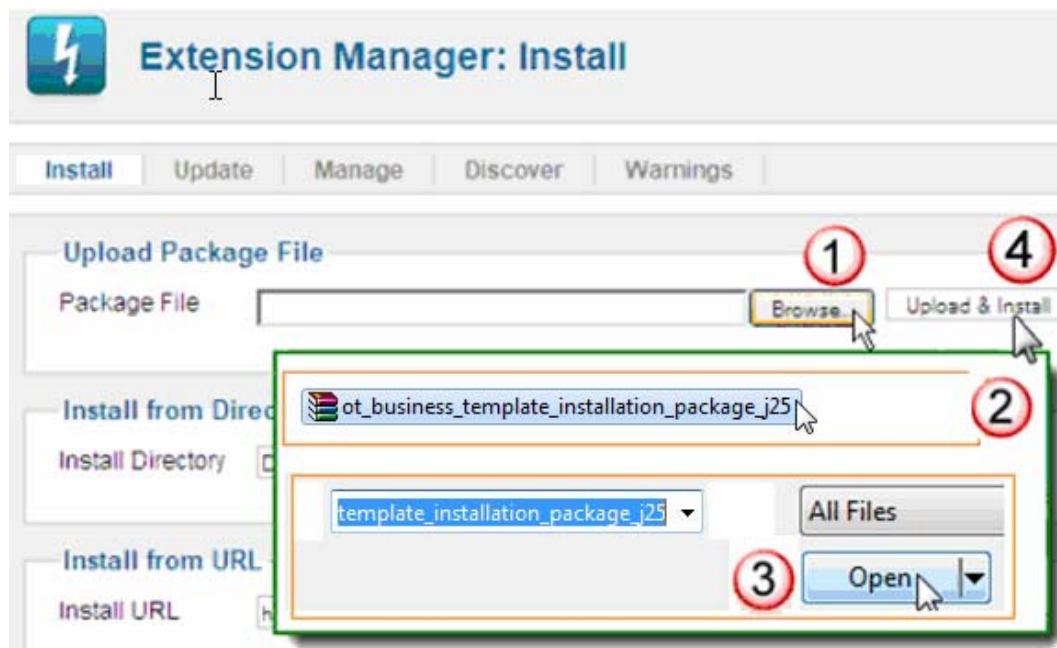 Extension Manager: Install
Install Update Manage Discover Warnings
Upload Package File
1
4
Package File
Browse...
Upload & Install
ot_business_template_installation_package_j25
2
Install from Direc
Install Directory
template_installation_package_j25
All Files
Install from URL
3
Open
Install URL